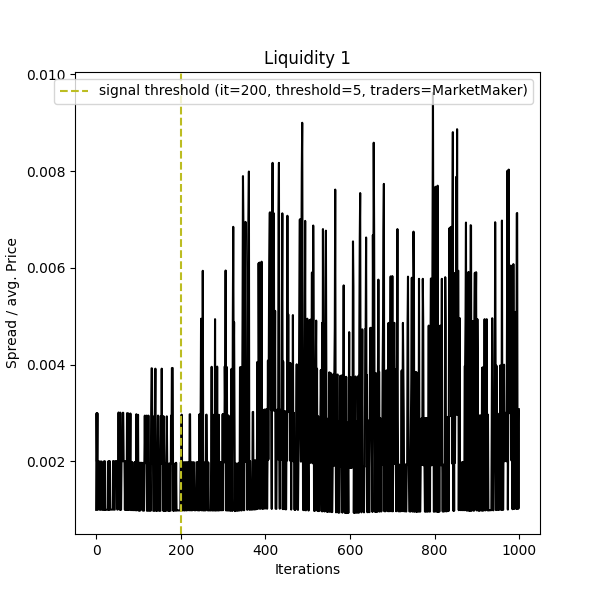 Liquidity 1
signal threshold (it=200, threshold=5, traders=MarketMaker)
Spread / avg. Price
0.010
0.008
0.006
0.004
0.002
0
200
400
600
800
1000
Iterations